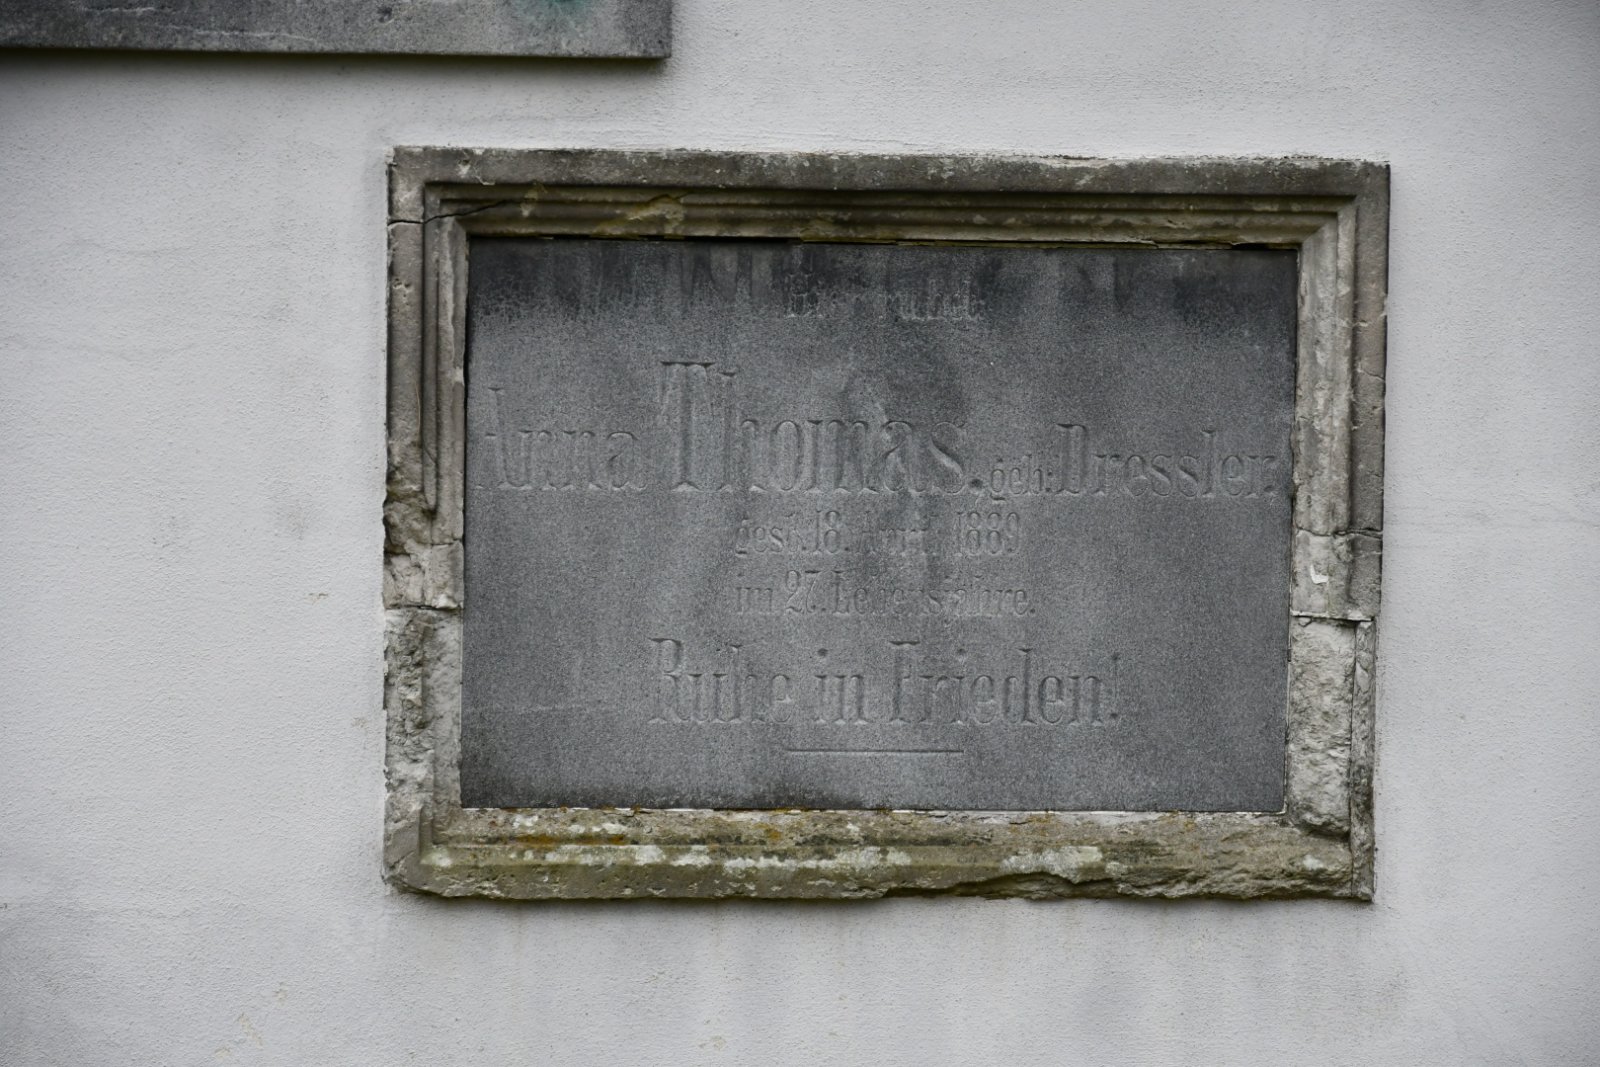 Hier ruhet
Anna Thomas. geb: Dressler.
gest. 18. April 1889
im 27. Lebensjahre.
Ruhe in Frieden!